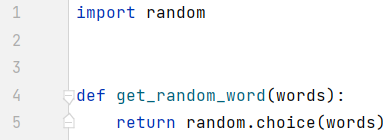 1 import random
2
3
4 def get_random_word(words):
5     return random.choice(words)